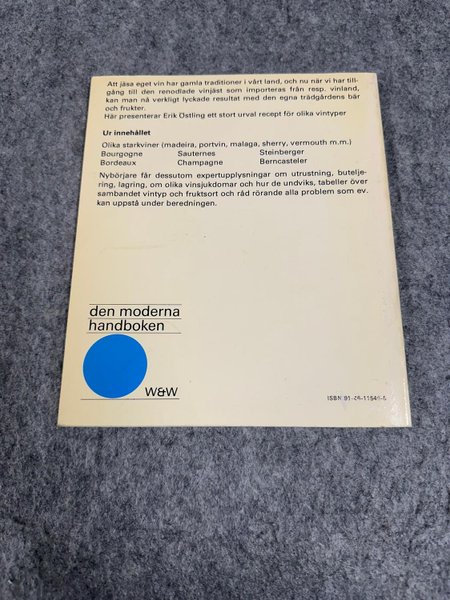 Att jäsa eget vin har gamla traditioner i vårt land, och nu när vi har till-
gång till den renodlade vinjäst som importeras från resp. vinland,
kan man nå verkligt lyckade resultat med den egna trädgårdens bär
och frukter.
Här presenterar Erik Östling ett stort urval recept för olika vintyper
Ur innehållet
Olika starkviner (madeira, portvin, malaga, sherry, vermouth m.m.)
Bourgogne Sauternes Steinberger
Bordeaux Champagne Berncasteler
Nybörjare får dessutom expertupplysningar om utrustning, butelje-
ring, lagring, om olika vinsjukdomar och hur de undviks, tabeller över
sambandet vintyp och fruktsort och råd rörande alla problem som ev.
kan uppstå under beredningen.
den moderna
handboken
W&W
ISBN